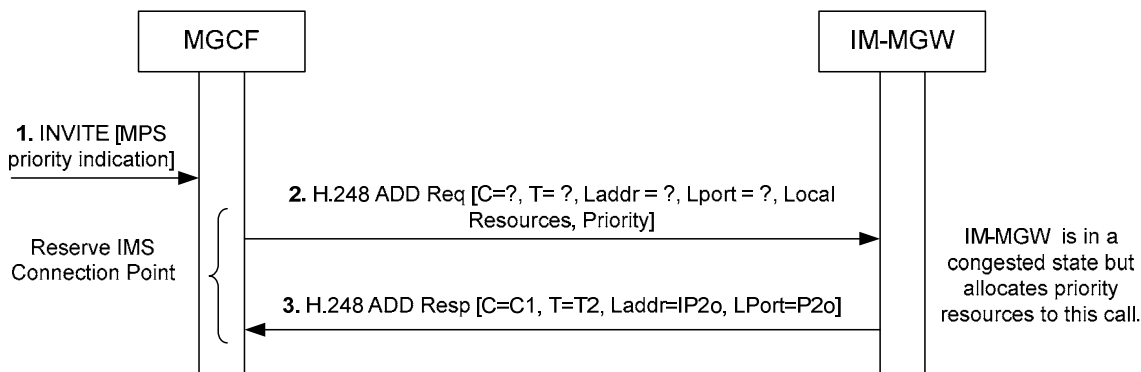 MGCF
IM-MGW
1. INVITE [MPS
priority indication]
2. H.248 ADD Req [C=?, T= ?, Laddr = ?, Lport = ?, Local
Resources, Priority]
Reserve IMS
Connection Point
IM-MGW is in a
congested state but
allocates priority
resources to this call.
3. H.248 ADD Resp [C=C1, T=T2, Laddr=IP2o, LPort=P2o]